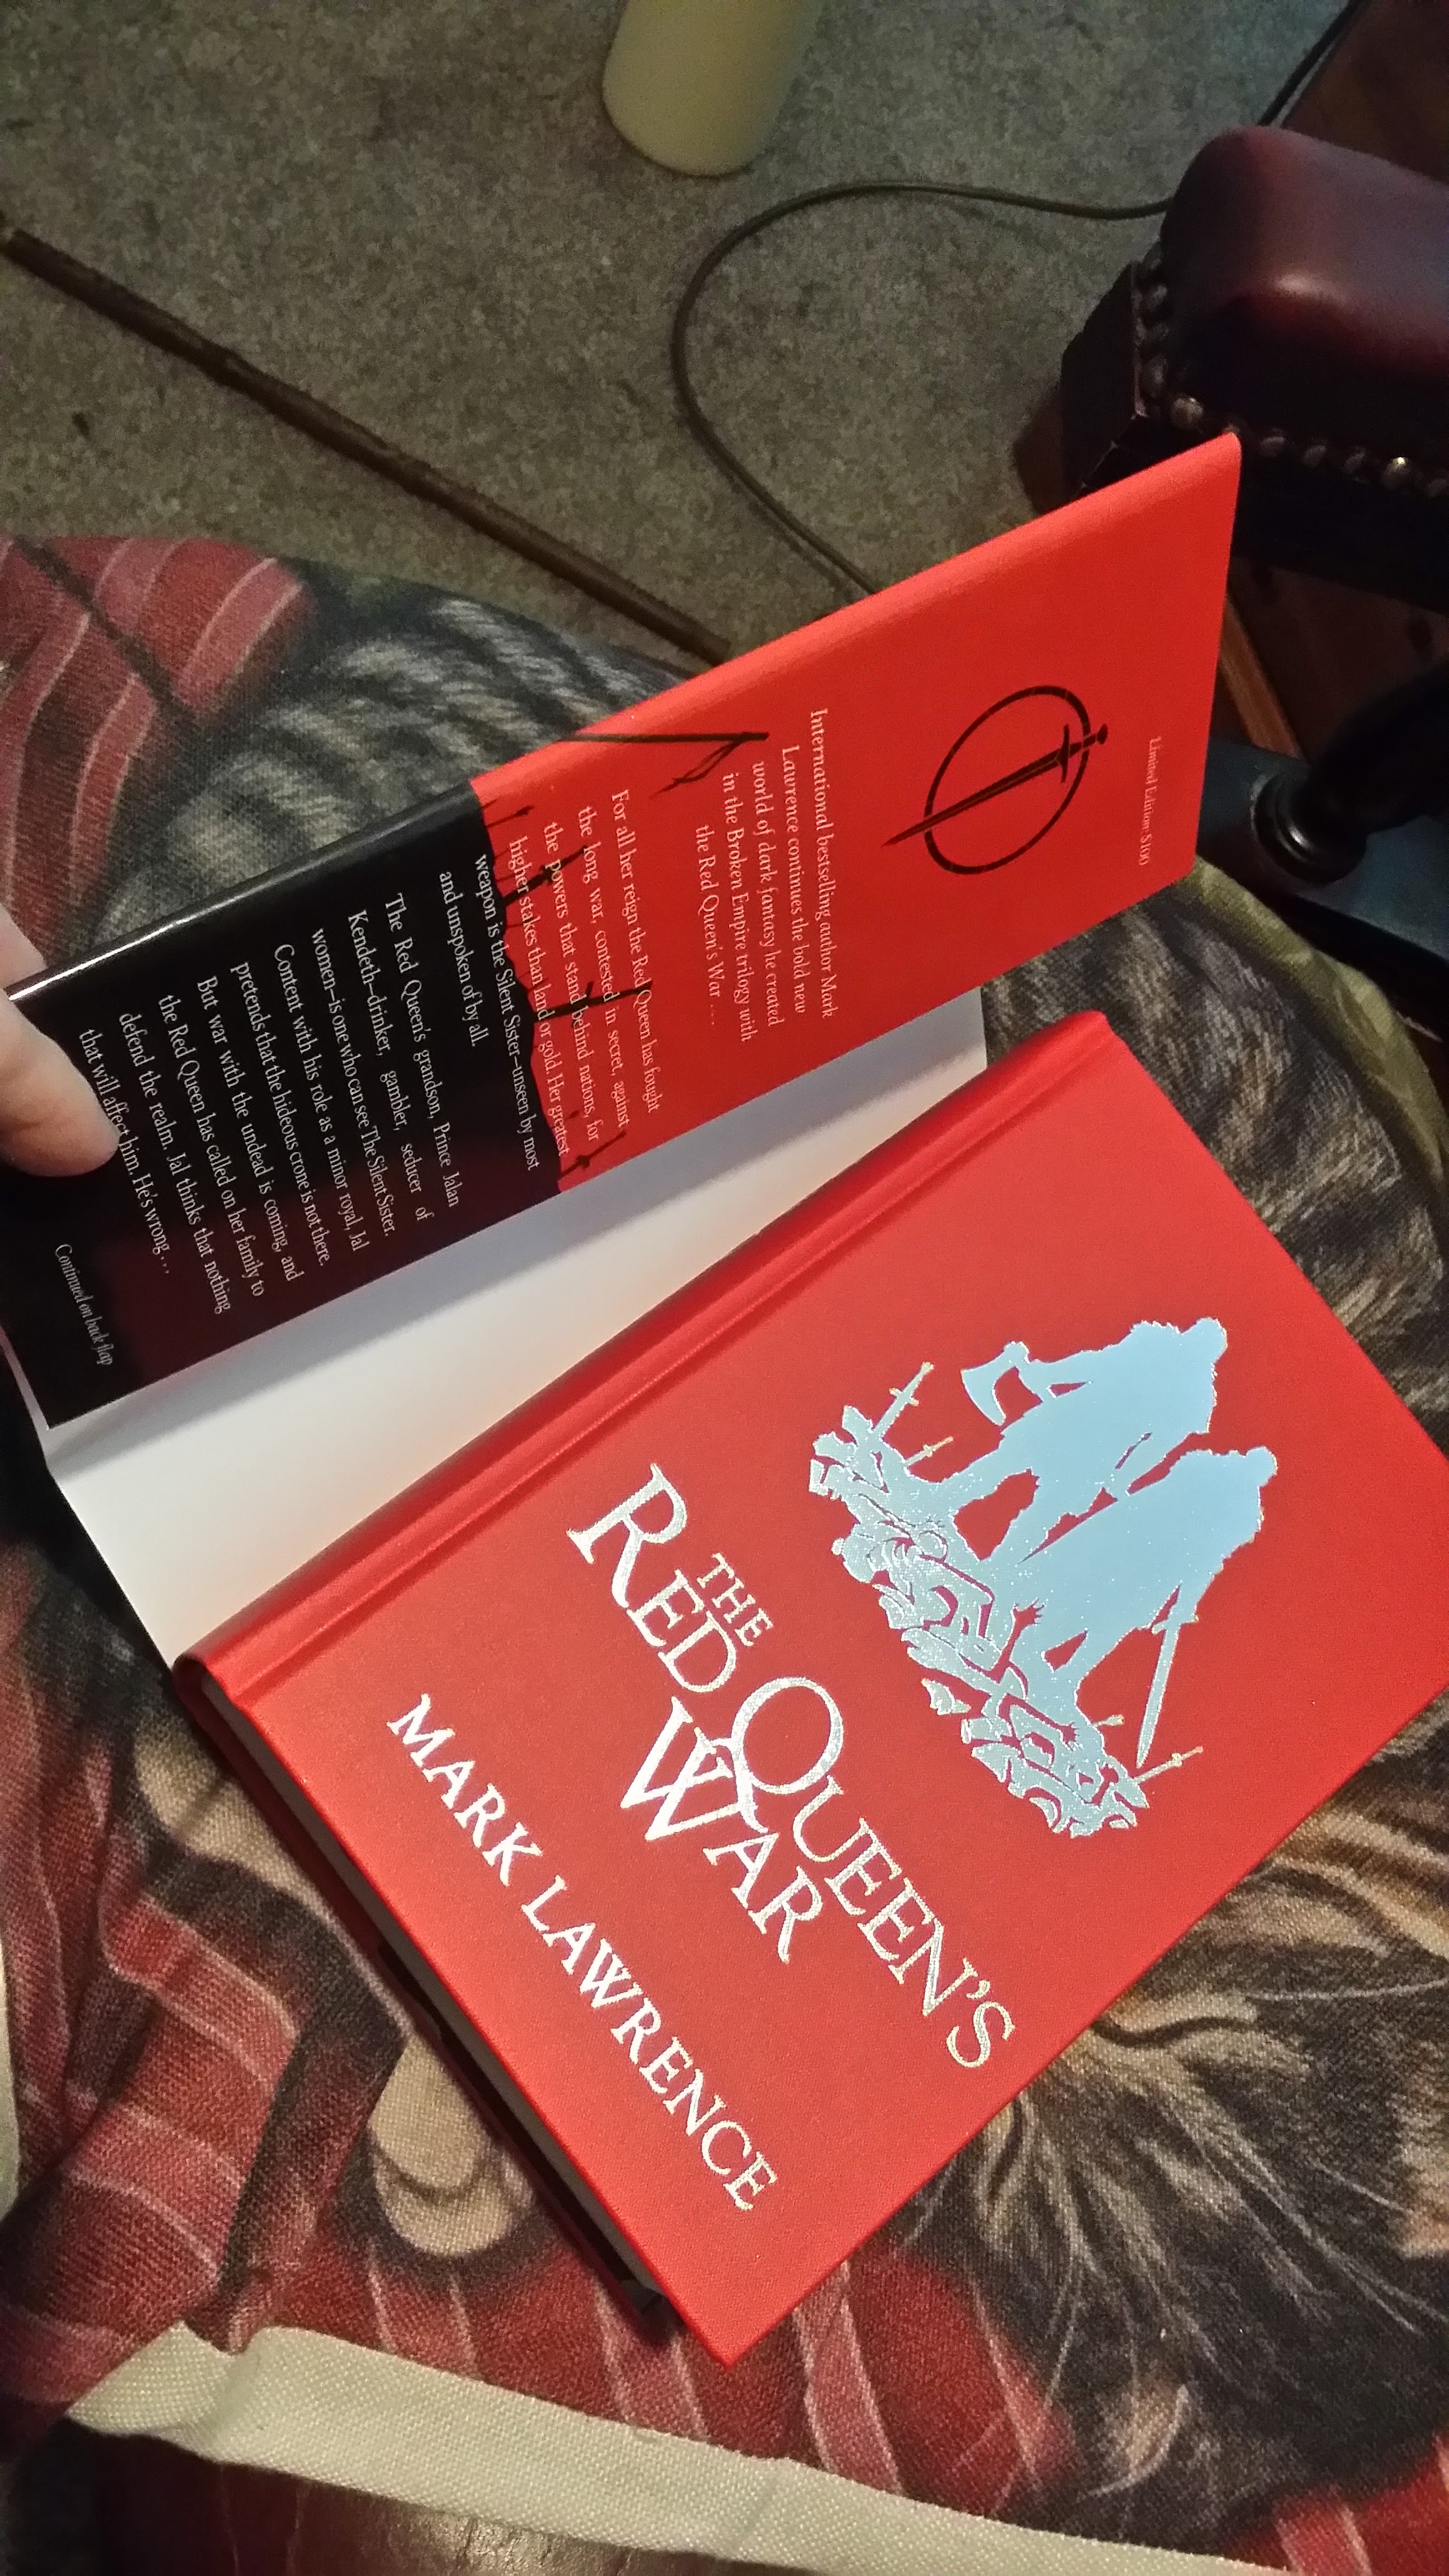 Limited Edition: $100
International bestselling author Mark
Lawrence continues the bold new
world of dark fantasy he created
in the Broken Empire trilogy with
the Red Queen's War . . .
For all her reign the Red Queen has fought
the long war, contested in secret, against
the powers that stand behind nations, for
higher stakes than land or gold. Her greatest
weapon is the Silent Sister—unseen by most
and unspoken of by all.
The Red Queen's grandson, Prince Jalan
Kendeth—drinker, gambler, seducer of
women—is one who can see The Silent Sister.
Content with his role as a minor royal, Jal
pretends that the hideous crone is not there.
But war with the undead is coming, and
the Red Queen has called on her family to
defend the realm. Jal thinks that nothing
that will affect him. He's wrong . . .
Continued on back flap
THE
RED QUEEN'S
WAR
MARK LAWRENCE